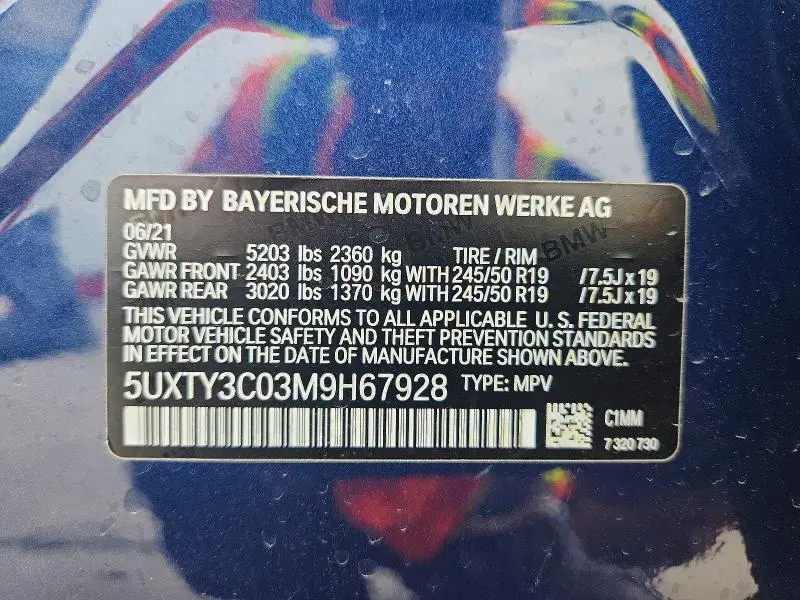 MFD BY BAYERISCHE MOTOREN WERKE AG
06/21
GVWR 5203 lbs 2360 kg TIRE / RIM
GAWR FRONT 2403 lbs 1090 kg WITH 245/50 R19 /7.5J x 19
GAWR REAR 3020 lbs 1370 kg WITH 245/50 R19 /7.5J x 19
THIS VEHICLE CONFORMS TO ALL APPLICABLE U. S. FEDERAL
MOTOR VEHICLE SAFETY AND THEFT PREVENTION STANDARDS
IN EFFECT ON THE DATE OF MANUFACTURE SHOWN ABOVE.
5UXTY3C03M9H67928 TYPE: MPV
C1MM
7 320 730
BMW BMW BMW